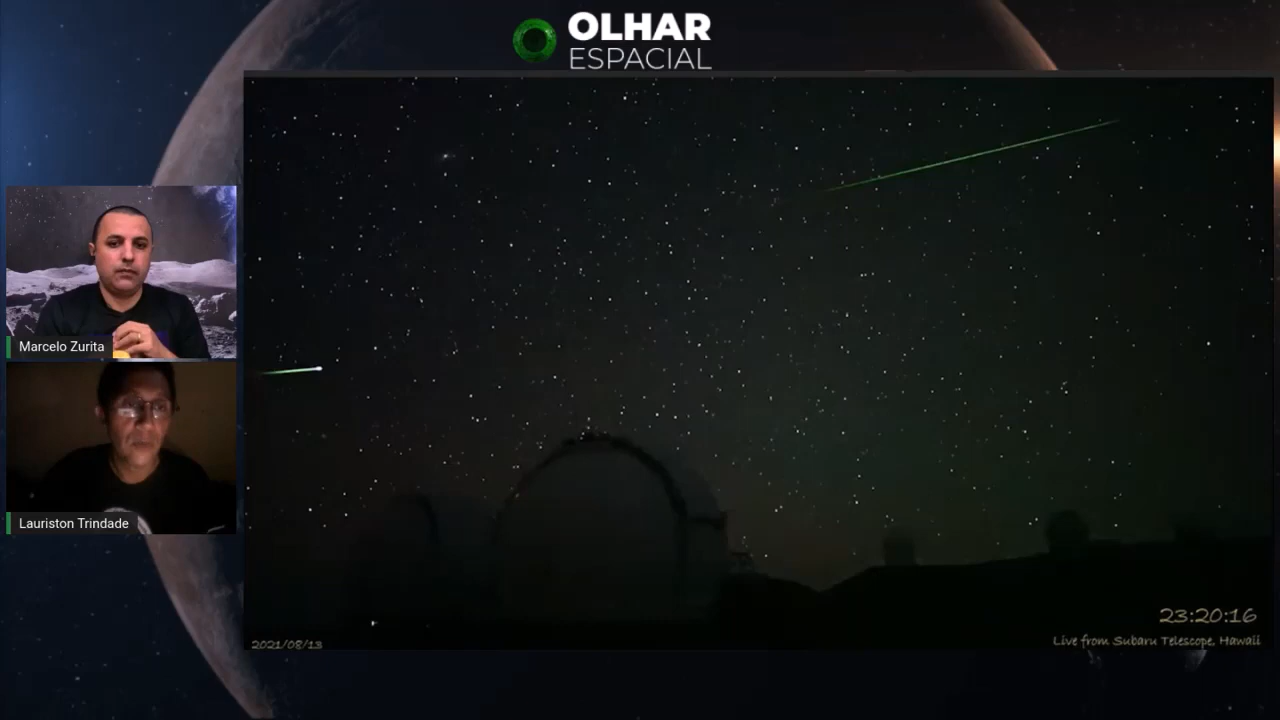 OLHAR
ESPACIAL
Marcelo Zurita
Lauriston Trindade
23:20:16
2021/08/13
Live from Subaru Telescope, Hawaii